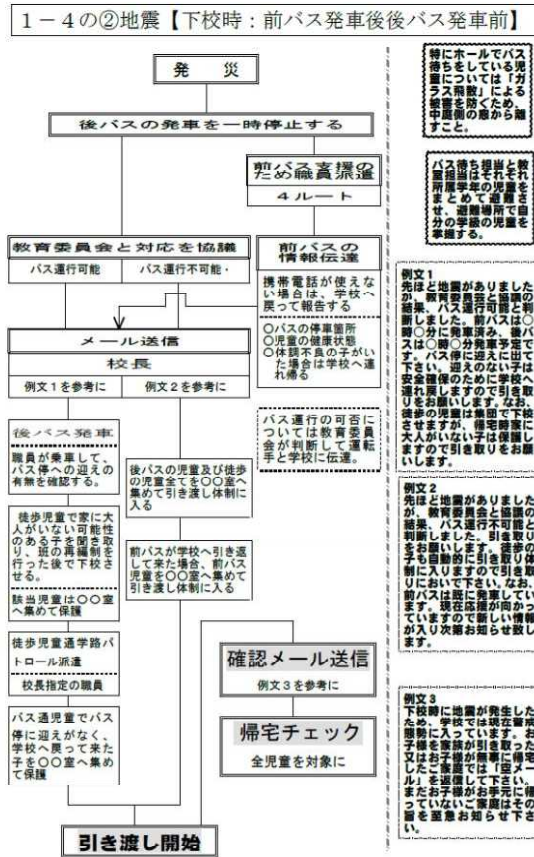 １－４の②地震【下校時：前バス発車後後バス発車前】
発 災
後バスの発車を一時停止する
前バス支援の
ため職員派遣
４ルート
教育委員会と対応を協議
バス運行可能
バス運行不可能・
前バスの
情報伝達
携帯電話が使えな
い場合は、学校へ
戻って報告する
○バスの停車箇所
○児童の健康状態
○体調不良の子がい
た場合は学校へ連
れ帰る
メール送信
校長
例文１を参考に
例文２を参考に
バス運行の可否に
ついては教育委員
会が判断して運転
手と学校に伝達。
後バス発車
職員が乗車して、
バス停への迎えの
有無を確認する。
徒歩児童で家に大
人がいない可能性
のある子を聞き取
り、班の再編制を
行った後で下校さ
せる。
該当児童は〇〇室
へ集めて保護
徒歩児童通学路パ
トロール派遣
校長指定の職員
バス通児童でバス
停に迎えがなく、
学校へ戻って来た
子を〇〇室へ集め
て保護
後バスの児童及び徒歩
の児童全てを〇〇室へ
集めて引き渡し体制に
入る
前バスが学校へ引き返
して来た場合、前バス
児童を〇〇室へ集めて
引き渡し体制に入る
確認メール送信
例文３を参考に
帰宅チェック
全児童を対象に
引き渡し開始
特にホールでバス
待ちをしている児
童については「ガ
ラス飛散」による
被害を防ぐため、
中庭側の窓から離
すこと。
バス待ち担当と教
室担当はそれぞれ
所属学年の児童を
まとめて避難さ
せ、避難場所で自
分の学級の児童を
掌握する。
例文１
先ほど地震がありました
が、教育委員会と協議の
結果、バス運行可能と判
断しました。前バスは〇
時〇分に発車済み、後バ
スは〇時〇分発車予定で
す。バス停に迎えに出て
下さい。迎えのない子は
安全確保のために学校へ
連れ戻しますので引き取
りをお願いします。なお、
徒歩の児童は集団で下校
させますが、帰宅時家に
大人がいない子は保護し
ますので引き取りをお願
いします。
例文２
先ほど地震がありました
が、教育委員会と協議の
結果、バス運行不可能と
判断しました。引き取り
をお願いします。徒歩の
子も自動的に引き取り体
制に入りますので引き取
りにおいで下さい。なお、
前バスは既に発車してい
ます。現在応援が向かっ
ていますので新しい情報
が入り次第お知らせ致し
ます。
例文３
下校時に地震が発生した
ため、学校では現在警戒
態勢に入っています。お
子様を家族が引き取った
又はお子様が無事に帰宅
したご家庭では「空メー
ル」を返信して下さい。
まだお子様がお手元に帰
っていないご家庭はその
旨を至急お知らせ下さ
い。